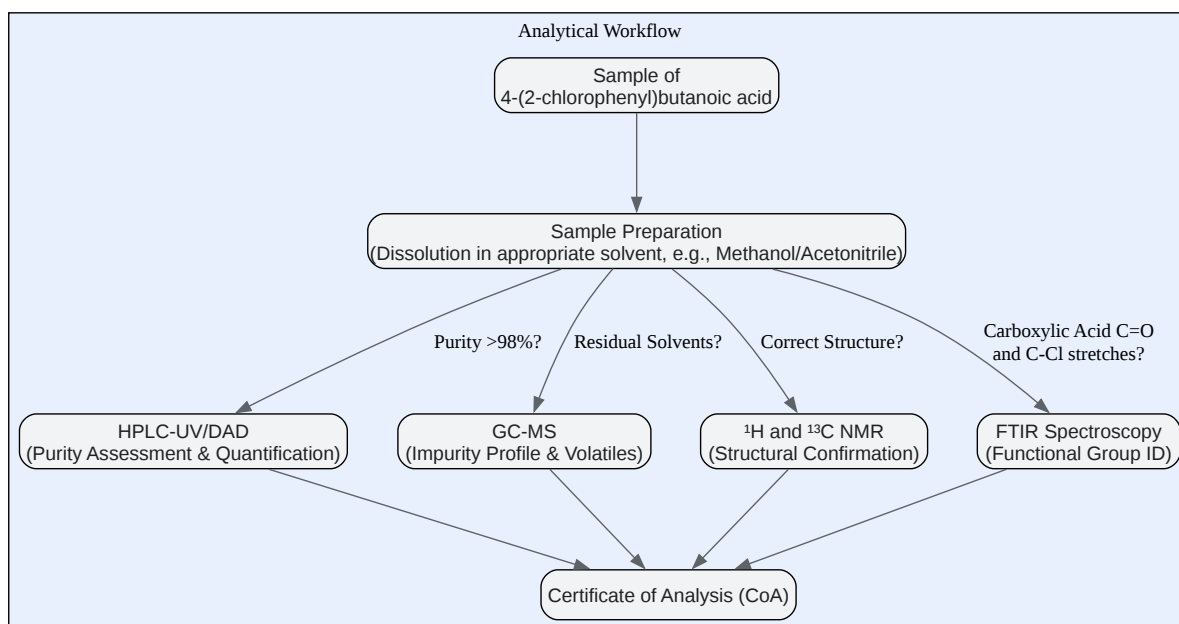 Analytical Workflow
Sample of
4-(2-chlorophenyl)butanoic acid
Sample Preparation
(Dissolution in appropriate solvent, e.g., Methanol/Acetonitrile)
Purity >98%?
Residual Solvents?
Correct Structure?
Carboxylic Acid C=O
and C-Cl stretches?
HPLC-UV/DAD
(Purity Assessment & Quantification)
GC-MS
(Impurity Profile & Volatiles)
¹H and ¹³C NMR
(Structural Confirmation)
FTIR Spectroscopy
(Functional Group ID)
Certificate of Analysis (CoA)